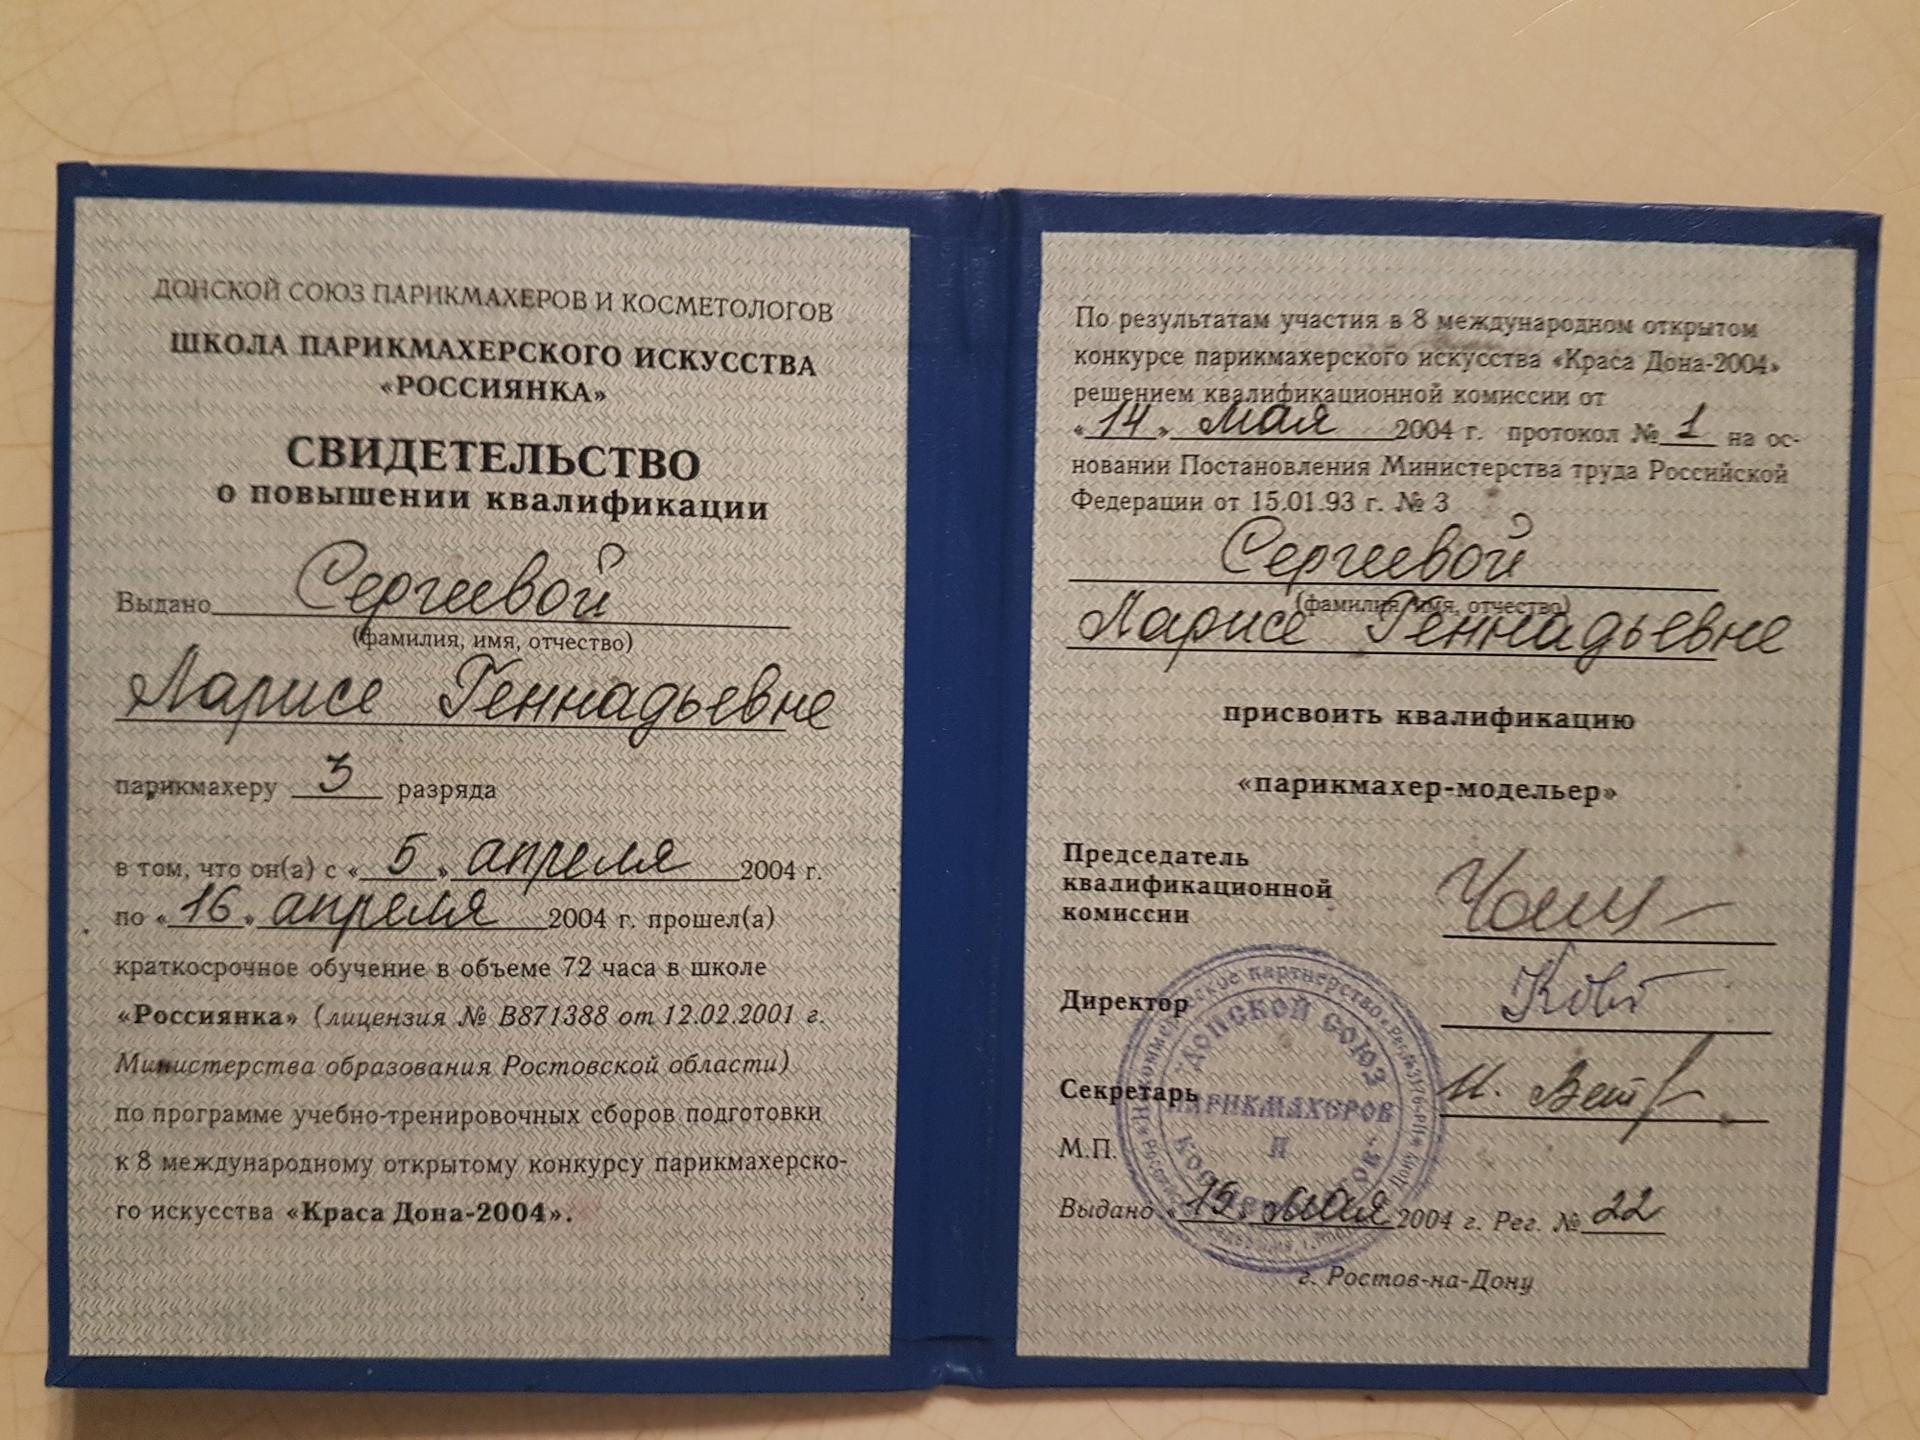 ДОНСКОЙ СОЮЗ ПАРИКМАХЕРОВ И КОСМЕТОЛОГОВ
ШКОЛА ПАРИКМАХЕРСКОГО ИСКУССТВА
«РОССИЯНКА»
СВИДЕТЕЛЬСТВО
о повышении квалификации
Выдано Сергеевой
(фамилия, имя, отчество)
Ларисе Геннадьевне
парикмахеру 3 разряда
в том, что он(а) с «5» апреля 2004 г.
по «16» апреля 2004 г. прошел(а)
краткосрочное обучение в объеме 72 часа в школе
«Россиянка» (лицензия № В871388 от 12.02.2001 г.
Министерства образования Ростовской области)
по программе учебно-тренировочных сборов подготовки
к 8 международному открытому конкурсу парикмахерско-
го искусства «Краса Дона-2004».
По результатам участия в 8 международном открытом
конкурсе парикмахерского искусства «Краса Дона-2004»
решением квалификационной комиссии от
«14» мая 2004 г. протокол № 1 на ос-
новании Постановления Министерства труда Российской
Федерации от 15.01.93 г. № 3
Сергеевой
(фамилия, имя, отчество)
Ларисе Геннадьевне
присвоить квалификацию
«парикмахер-модельер»
Председатель
квалификационной
комиссии
Директор
Секретарь
М.П.
Выдано «15» мая 2004 г. Рег. № 22
г. Ростов-на-Дону
ДОНСКОЙ СОЮЗ
ПАРИКМАХЕРОВ
И